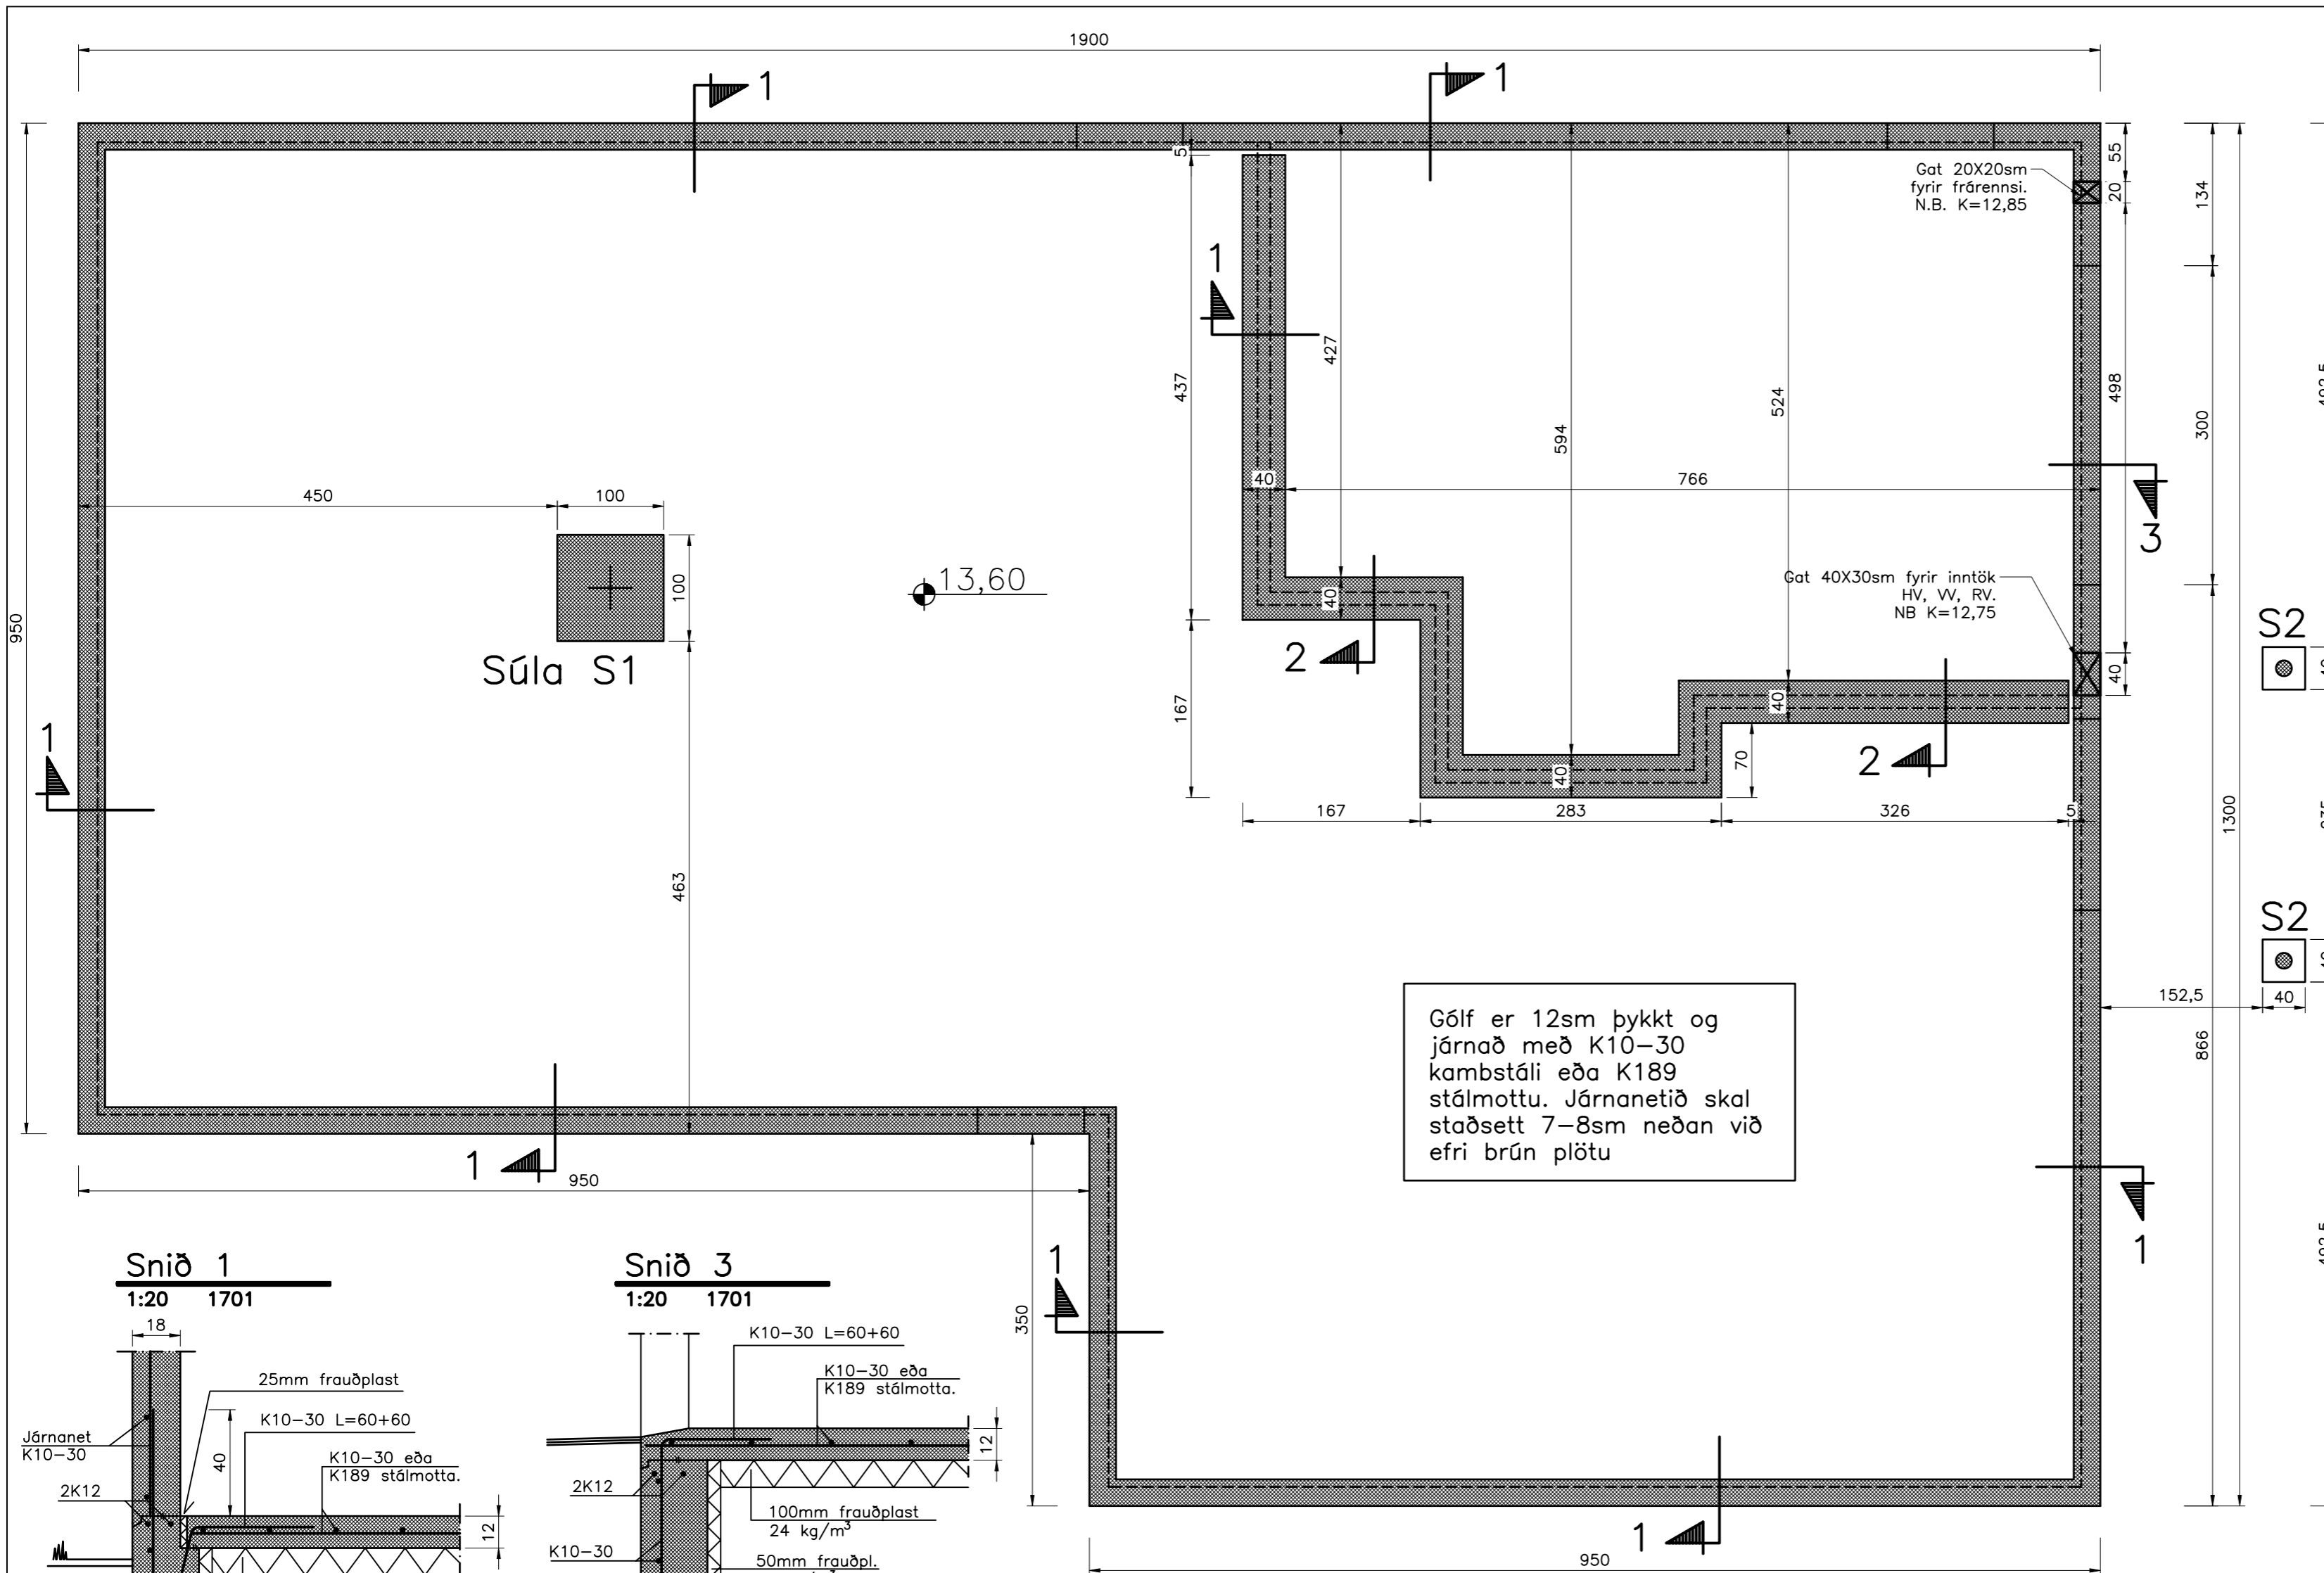 1900
1
1
950
5
55
20
134
Gat 20X20sm
fyrir frárennsi.
N.B. K=12,85
1
437
427
594
524
498
300
450
100
100
40
766
3
13,60
Súla S1
40
Gat 40X30sm fyrir inntök
HV, VV, RV.
NB K=12,75
S2
2
167
40
40
40
70
2
1
167
283
326
5
1300
463
S2
152,5
40
866
Gólf er 12sm þykkt og
járnað með K10-30
kambstáli eða K189
stálmottu. Járnanetið skal
staðsett 7-8sm neðan við
efri brún plötu
1
950
350
1
1
1
950
Snið 1
1:20 1701
18
25mm frauðplast
K10-30 L=60+60
Járnanet
K10-30
40
K10-30 eða
K189 stálmotta.
2K12
12
Snið 3
1:20 1701
K10-30 L=60+60
K10-30 eða
K189 stálmotta.
12
2K12
100mm frauðplast
24 kg/m³
K10-30
50mm frauðpl.